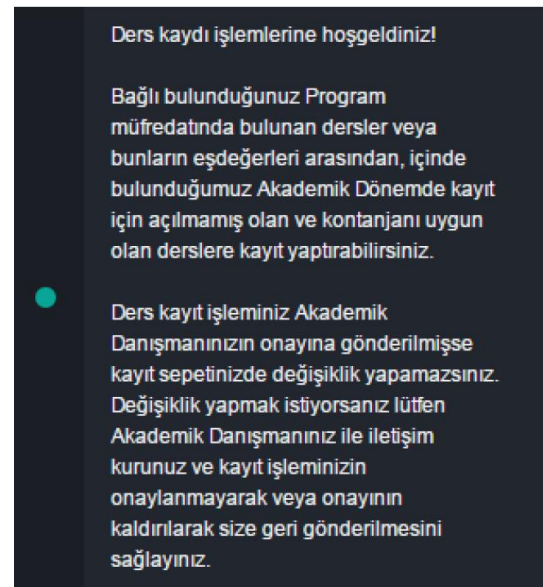 Ders kaydı işlemlerine hoşgeldiniz!
Bağlı bulunduğunuz Program
müfredatında bulunan dersler veya
bunların eşdeğerleri arasından, içinde
bulunduğumuz Akademik Dönemde kayıt
için açılmamış olan ve kontanjanı uygun
olan derslere kayıt yaptırabilirsiniz.
Ders kayıt işleminiz Akademik
Danışmanınızın onayına gönderilmişse
kayıt sepetinizde değişiklik yapamazsınız.
Değişiklik yapmak istiyorsanız lütfen
Akademik Danışmanınız ile iletişim
kurunuz ve kayıt işleminizin
onaylanmayarak veya onayının
kaldırılarak size geri gönderilmesini
sağlayınız.